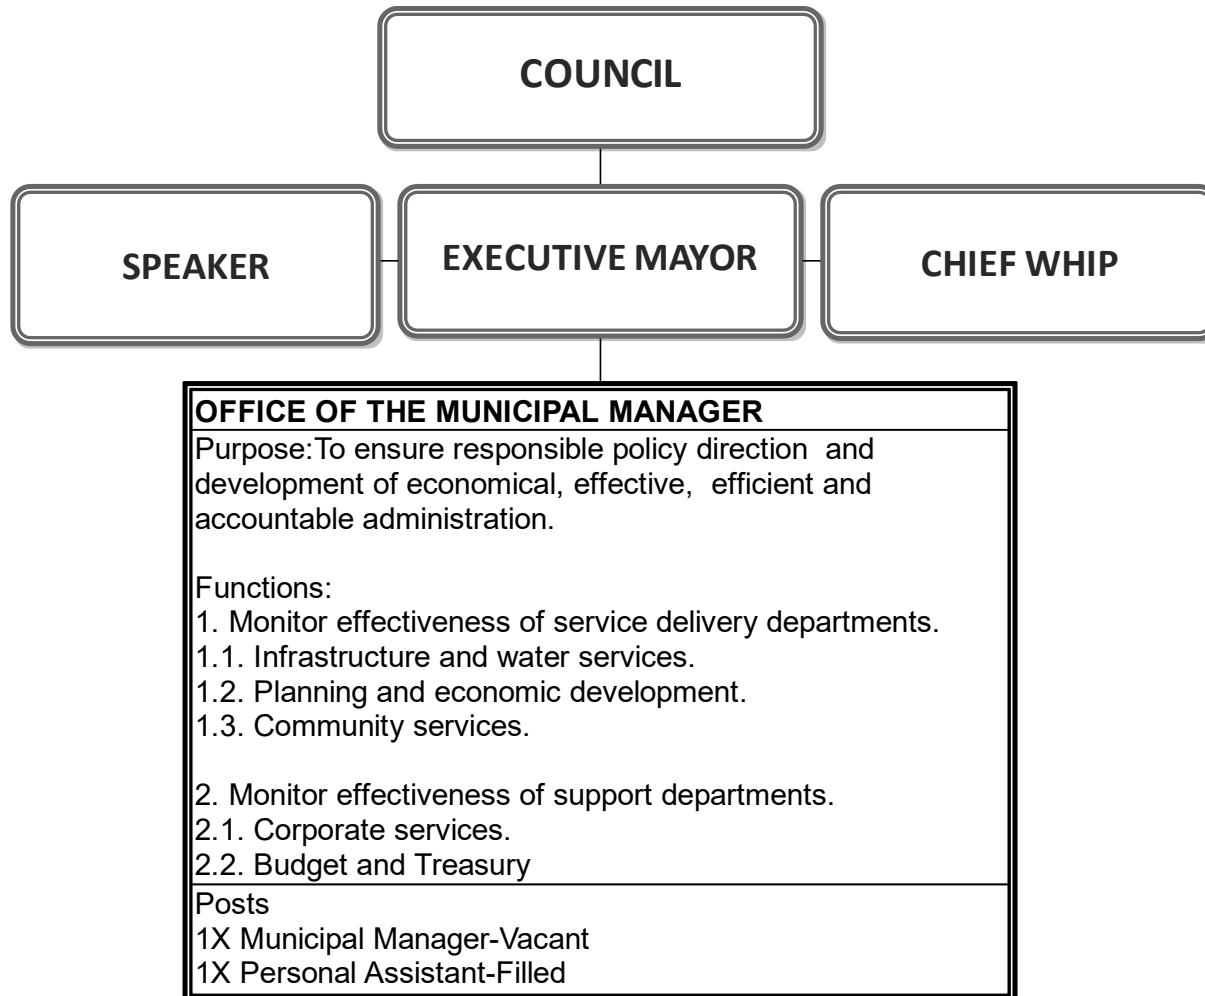 COUNCIL
SPEAKER
EXECUTIVE MAYOR
CHIEF WHIP
OFFICE OF THE MUNICIPAL MANAGER
Purpose:To ensure responsible policy direction  and
development of economical, effective,  efficient and
accountable administration.
Functions:
1. Monitor effectiveness of service delivery departments.
1.1. Infrastructure and water services.
1.2. Planning and economic development.
1.3. Community services.
2. Monitor effectiveness of support departments.
2.1. Corporate services.
2.2. Budget and Treasury
Posts
1X Municipal Manager-Vacant
1X Personal Assistant-Filled